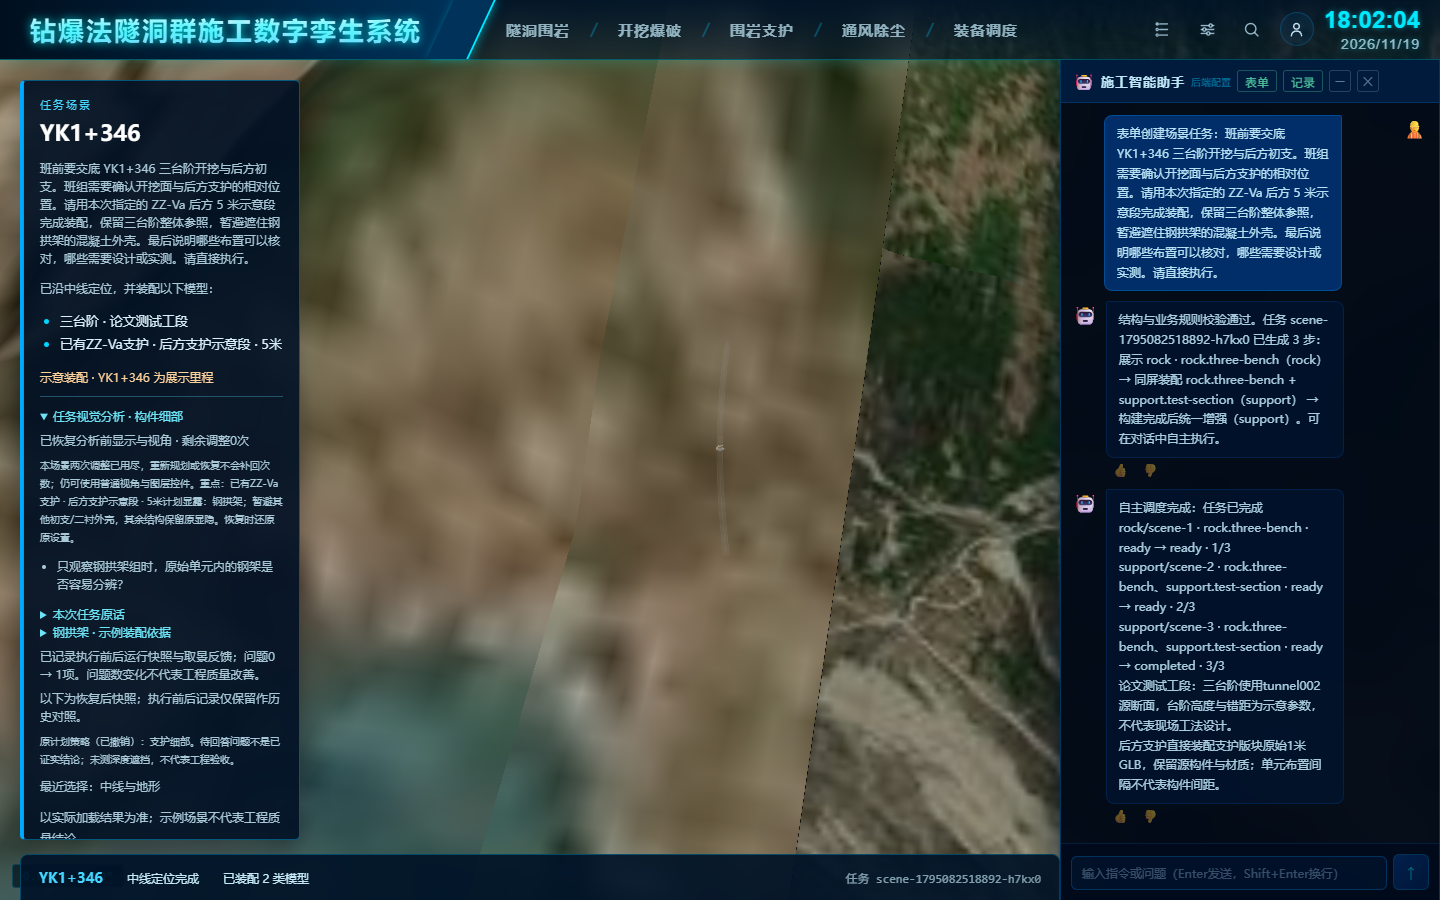 钻爆法隧洞群施工数字孪生系统
隧洞围岩 / 开挖爆破 / 围岩支护 / 通风除尘 / 装备调度
18:02:04
2026/11/19
任务场景
YK1+346
班前要交底 YK1+346 三台阶开挖与后方初
支。班组需要确认开挖面与后方支护的相对位
置。请用本次指定的 ZZ-Va 后方 5 米示意段
完成装配，保留三台阶整体参照，暂避遮住钢
拱架的混凝土外壳。最后说明哪些布置可以核
对，哪些需要设计或实测。请直接执行。
已沿中线定位，并装配以下模型：
三台阶 · 论文测试工段
已有ZZ-Va支护 · 后方支护示意段 · 5米
示意装配 · YK1+346 为展示里程
▼ 任务视觉分析 · 构件细部
已恢复分析前显示与视角 · 剩余调整0次
本场景两次调整已用尽，重新规划或恢复不会补回次
数；仍可使用普通视角与图层控件。重点：已有ZZ-Va
支护 · 后方支护示意段 · 5米计划显露：钢拱架；暂避其
他初支/二衬外壳，其余结构保留原显隐。恢复时还原
原设置。
只观察钢拱架组时，原始单元内的钢架是
否容易分辨？
▶ 本次任务原话
▶ 钢拱架 · 示例装配依据
已记录执行前后运行快照与取景反馈；问题0
→ 1项。问题数变化不代表工程质量改善。
以下为恢复后快照；执行前后记录仅保留作历
史对照。
原计划策略（已撤销）：支护细部。待回答问题不是已
证实结论；未测深度遮挡，不代表工程验收。
最近选择：中线与地形
以实际加载结果为准；示例场景不代表工程质
量结论
YK1+346 中线定位完成 已装配 2 类模型 任务 scene-1795082518892-h7kx0
施工智能助手 后端配置 表单 记录
表单创建场景任务：班前要交底
YK1+346 三台阶开挖与后方初支。班组
需要确认开挖面与后方支护的相对位
置。请用本次指定的 ZZ-Va 后方 5 米示
意段完成装配，保留三台阶整体参照，
暂避遮住钢拱架的混凝土外壳。最后说
明哪些布置可以核对，哪些需要设计或
实测。请直接执行。
结构与业务规则校验通过。任务 scene-
1795082518892-h7kx0 已生成 3 步：
展示 rock · rock.three-bench（rock）
→ 同屏装配 rock.three-bench +
support.test-section（support） →
构建完成后统一增强（support）。可
在对话中自主执行。
自主调度完成：任务已完成
rock/scene-1 · rock.three-bench ·
ready → ready · 1/3
support/scene-2 · rock.three-
bench、support.test-section · ready
→ ready · 2/3
support/scene-3 · rock.three-
bench、support.test-section · ready
→ completed · 3/3
论文测试工段：三台阶使用tunnel002
源断面，台阶高度与错距为示意参数，
不代表现场工法设计。
后方支护直接装配支护版块原始1米
GLB，保留源构件与材质；单元布置间
隔不代表构件间距。
输入指令或问题（Enter发送，Shift+Enter换行）